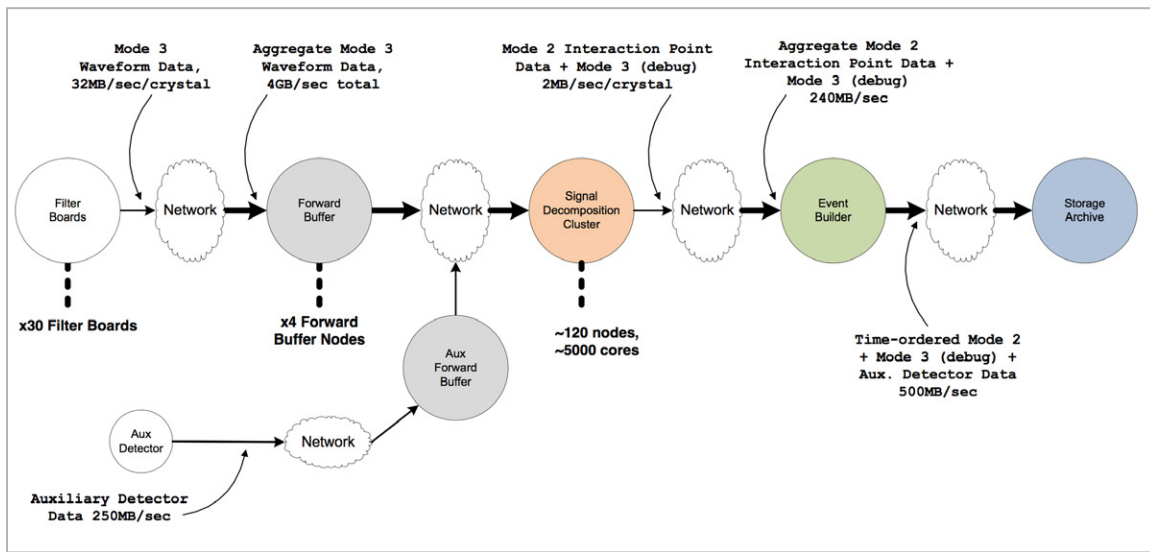 Mode 3
Waveform Data,
32MB/sec/crystal
Aggregate Mode 3
Waveform Data,
4GB/sec total
Mode 2 Interaction Point
Data + Mode 3 (debug)
2MB/sec/crystal
Aggregate Mode 2
Interaction Point Data +
Mode 3 (debug)
240MB/sec
Filter
Boards
Network
Forward
Buffer
Network
Signal
Decomposition
Cluster
Network
Event
Builder
Network
Storage
Archive
x30 Filter Boards
x4 Forward
Buffer Nodes
~120 nodes,
~5000 cores
Time-ordered Mode 2
+ Mode 3 (debug) +
Aux. Detector Data
500MB/sec
Aux
Forward
Buffer
Aux
Detector
Network
Auxiliary Detector
Data 250MB/sec